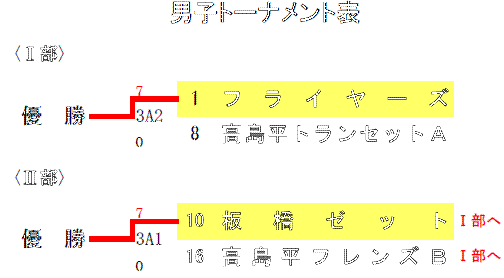 男子トーナメント表
〈Ⅰ部〉
7
1 フライヤーズ
優勝 3A2
8 高島平トランセットA
0
〈Ⅱ部〉
7
10 板橋ゼット Ⅰ部へ
優勝 3A1
13 高島平フレンズB Ⅰ部へ
0